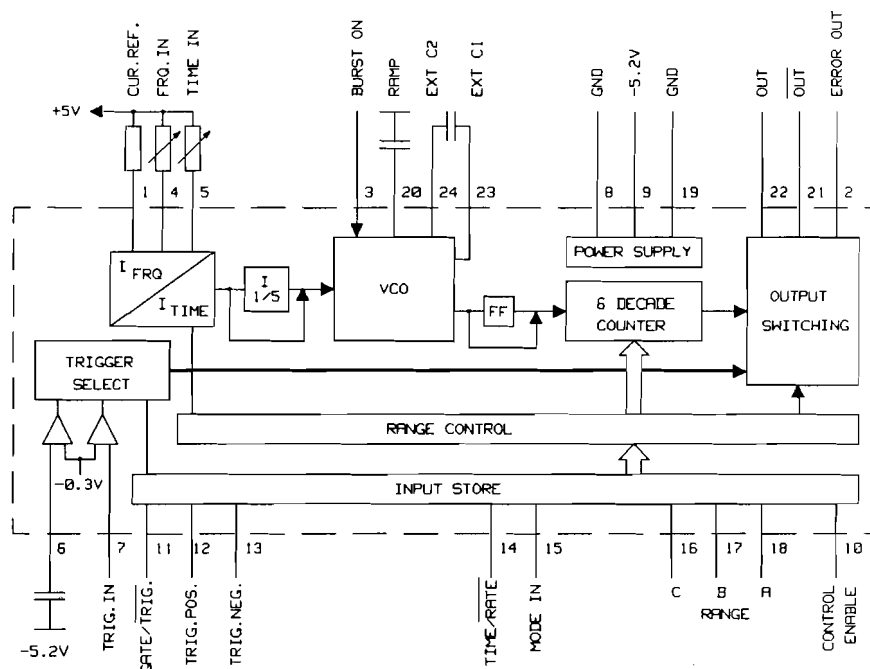 CUR.REF.
FRQ.IN
TIME IN
BURST ON
RAMP
EXT C2
EXT C1
GND
-5.2V
GND
OUT
OUT
ERROR OUT
+5V
1 4 5 3 20 24 23 8 9 19 22 21 2
I FRQ
I TIME
I 1/5
VCO
FF
POWER SUPPLY
6 DECADE
COUNTER
OUTPUT
SWITCHING
TRIGGER
SELECT
RANGE CONTROL
-0.3V
INPUT STORE
6 7 11 12 13 14 15 16 17 18 10
-5.2V
TRIG.IN
GATE/TRIG.
TRIG.POS.
TRIG.NEG.
TIME/RATE
MODE IN
C B A
RANGE
CONTROL
ENABLE